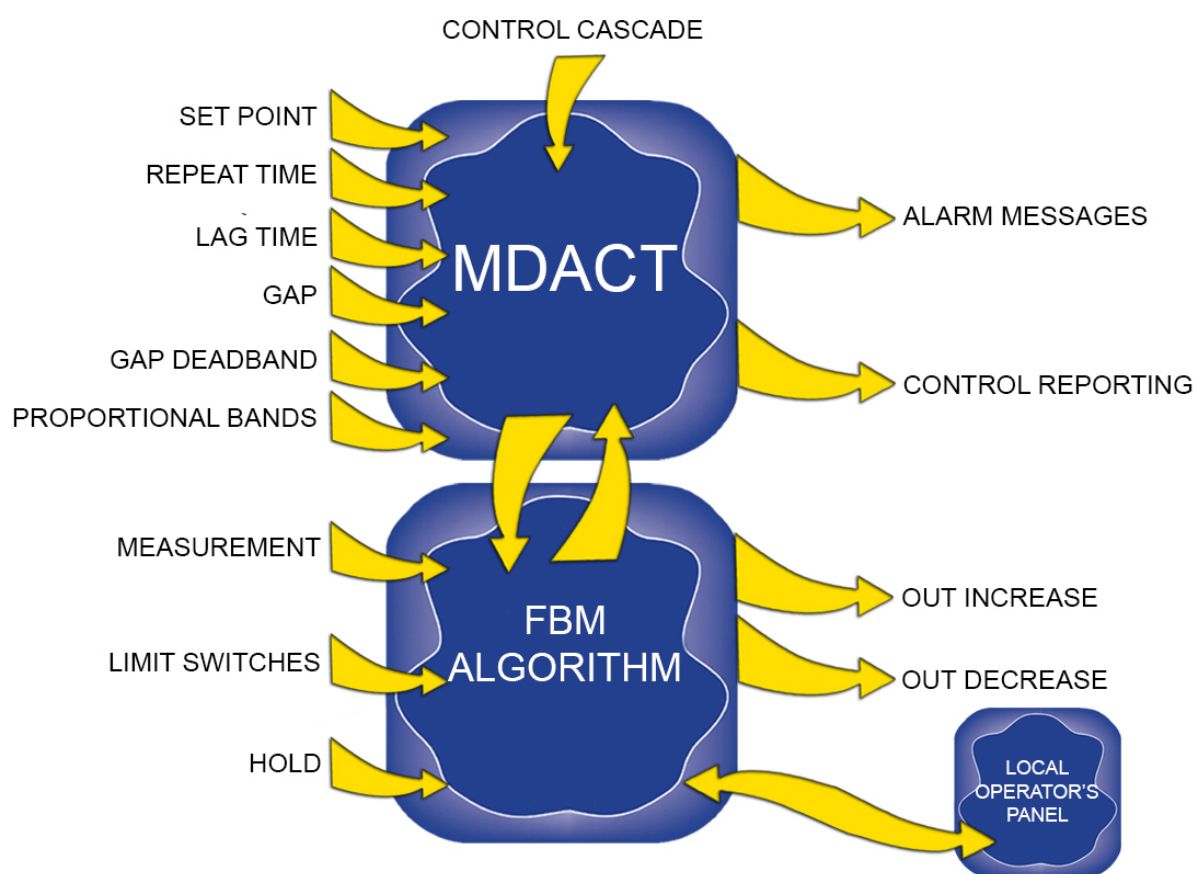 CONTROL CASCADE
SET POINT
REPEAT TIME
LAG TIME
GAP
GAP DEADBAND
PROPORTIONAL BANDS
MDACT
ALARM MESSAGES
CONTROL REPORTING
MEASUREMENT
LIMIT SWITCHES
HOLD
FBM
ALGORITHM
OUT INCREASE
OUT DECREASE
LOCAL
OPERATOR'S
PANEL